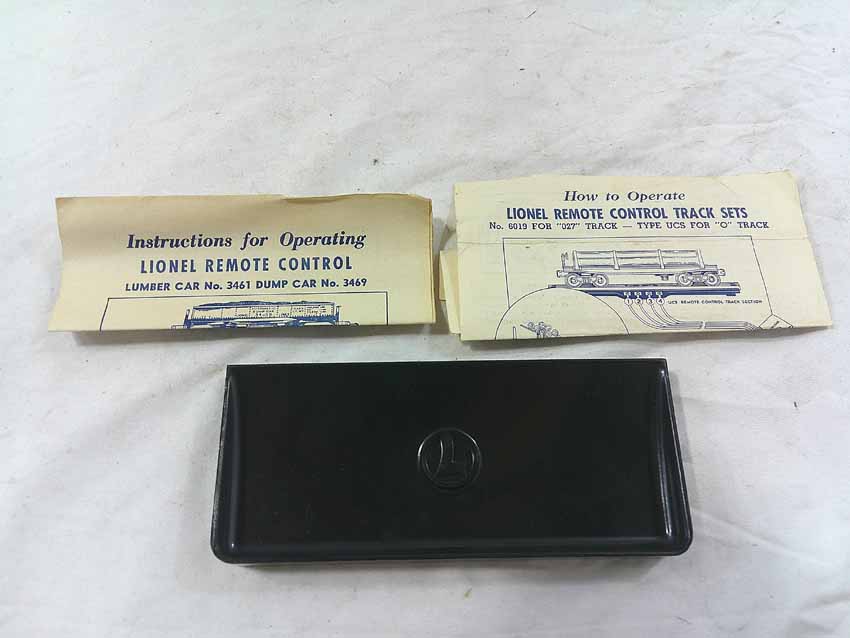 Instructions for Operating
LIONEL REMOTE CONTROL
LUMBER CAR No. 3461 DUMP CAR No. 3469
How to Operate
LIONEL REMOTE CONTROL TRACK SETS
No. 6019 FOR "027" TRACK — TYPE UCS FOR "O" TRACK
1 2 3 4
UCS REMOTE CONTROL TRACK SECTION
L